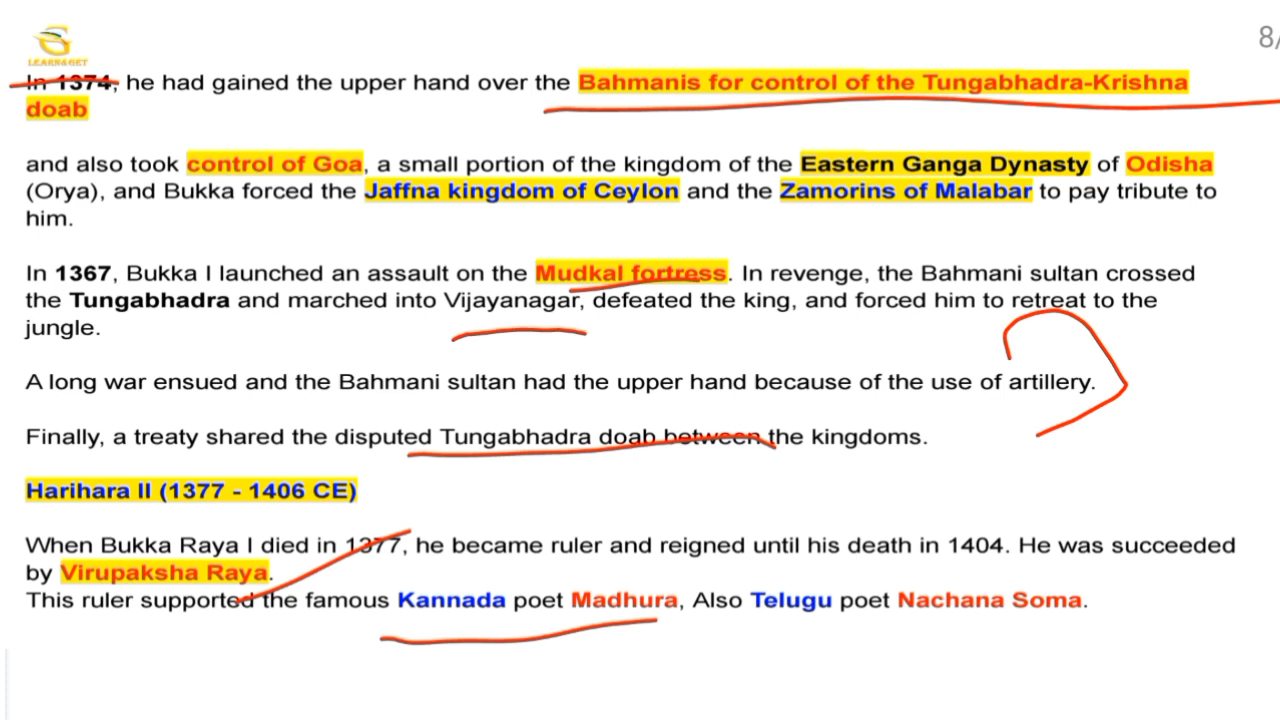 LEARN&GET
8/
In 1374, he had gained the upper hand over the Bahmanis for control of the Tungabhadra-Krishna
doab
and also took control of Goa, a small portion of the kingdom of the Eastern Ganga Dynasty of Odisha
(Orya), and Bukka forced the Jaffna kingdom of Ceylon and the Zamorins of Malabar to pay tribute to
him.
In 1367, Bukka I launched an assault on the Mudkal fortress. In revenge, the Bahmani sultan crossed
the Tungabhadra and marched into Vijayanagar, defeated the king, and forced him to retreat to the
jungle.
A long war ensued and the Bahmani sultan had the upper hand because of the use of artillery.
Finally, a treaty shared the disputed Tungabhadra doab between the kingdoms.
Harihara II (1377 - 1406 CE)
When Bukka Raya I died in 1377, he became ruler and reigned until his death in 1404. He was succeeded
by Virupaksha Raya.
This ruler supported the famous Kannada poet Madhura, Also Telugu poet Nachana Soma.